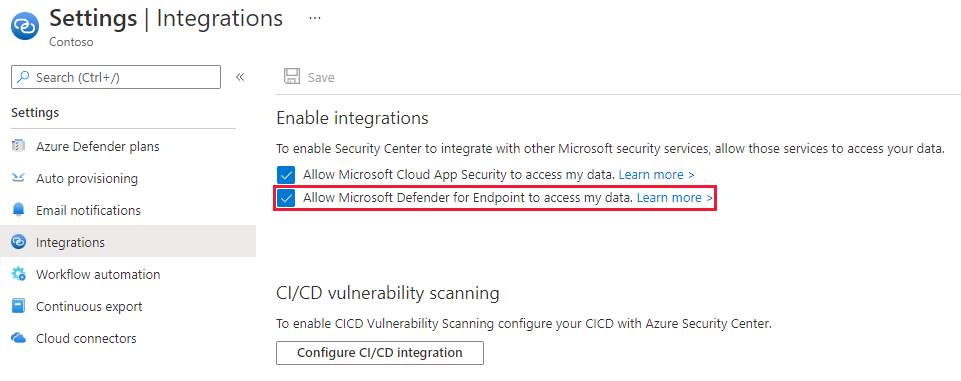 Settings | Integrations ...
Contoso
Search (Ctrl+/)
«
Settings
Azure Defender plans
Auto provisioning
Email notifications
Integrations
Workflow automation
Continuous export
Cloud connectors
Save
Enable integrations
To enable Security Center to integrate with other Microsoft security services, allow those services to access your data.
Allow Microsoft Cloud App Security to access my data. Learn more >
Allow Microsoft Defender for Endpoint to access my data. Learn more >
CI/CD vulnerability scanning
To enable CICD Vulnerability Scanning configure your CICD with Azure Security Center.
Configure CI/CD integration